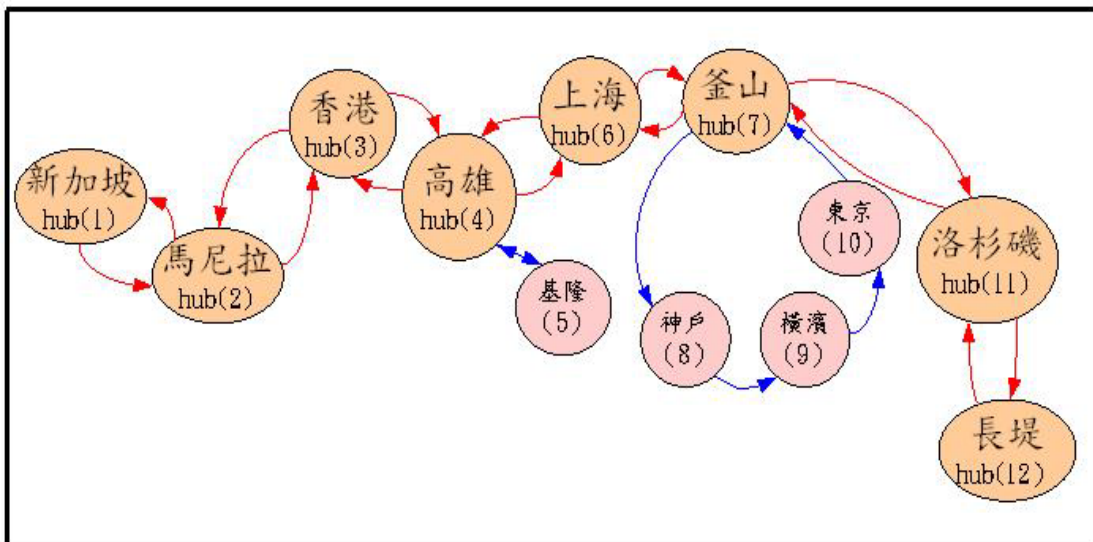 新加坡
hub(1)
馬尼拉
hub(2)
香港
hub(3)
高雄
hub(4)
基隆
(5)
上海
hub(6)
釜山
hub(7)
神戶
(8)
橫濱
(9)
東京
(10)
洛杉磯
hub(11)
長堤
hub(12)